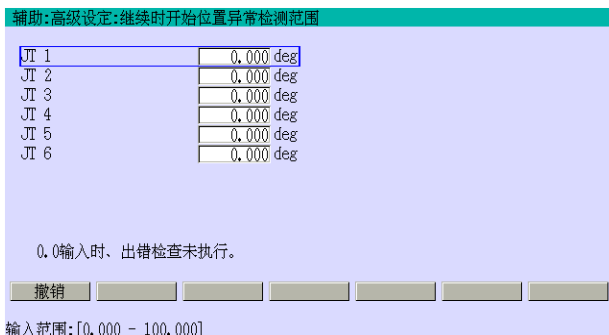 辅助:高级设定:继续时开始位置异常检测范围
JT 1 0.000 deg
JT 2 0.000 deg
JT 3 0.000 deg
JT 4 0.000 deg
JT 5 0.000 deg
JT 6 0.000 deg
0.0输入时、出错检查未执行。
撤销
输入范围:[0.000 - 100.000]